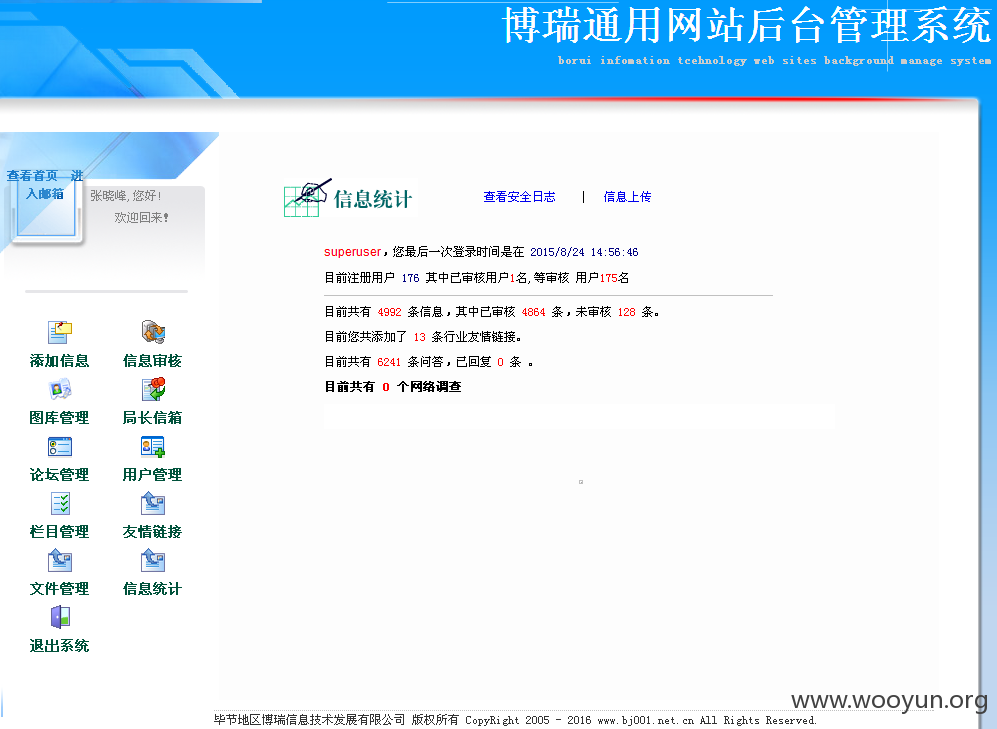 博瑞通用网站后台管理系统
borui infomation tcehnology web sites background manage system
查看首页 进
入邮箱
张晓峰,您好!
欢迎回来!
信息统计
查看安全日志 | 信息上传
superuser，您最后一次登录时间是在 2015/8/24 14:56:46
目前注册用户 176 其中已审核用户1名,等审核 用户175名
目前共有 4992 条信息，其中已审核 4864 条，未审核 128 条。
目前您共添加了 13 条行业友情链接。
目前共有 6241 条问答，已回复 0 条 。
目前共有 0 个网络调查
添加信息 信息审核
图库管理 局长信箱
论坛管理 用户管理
栏目管理 友情链接
文件管理 信息统计
退出系统
www.wooyun.org
毕节地区博瑞信息技术发展有限公司 版权所有 CopyRight 2005 - 2016 www.bj001.net.cn All Rights Reserved.